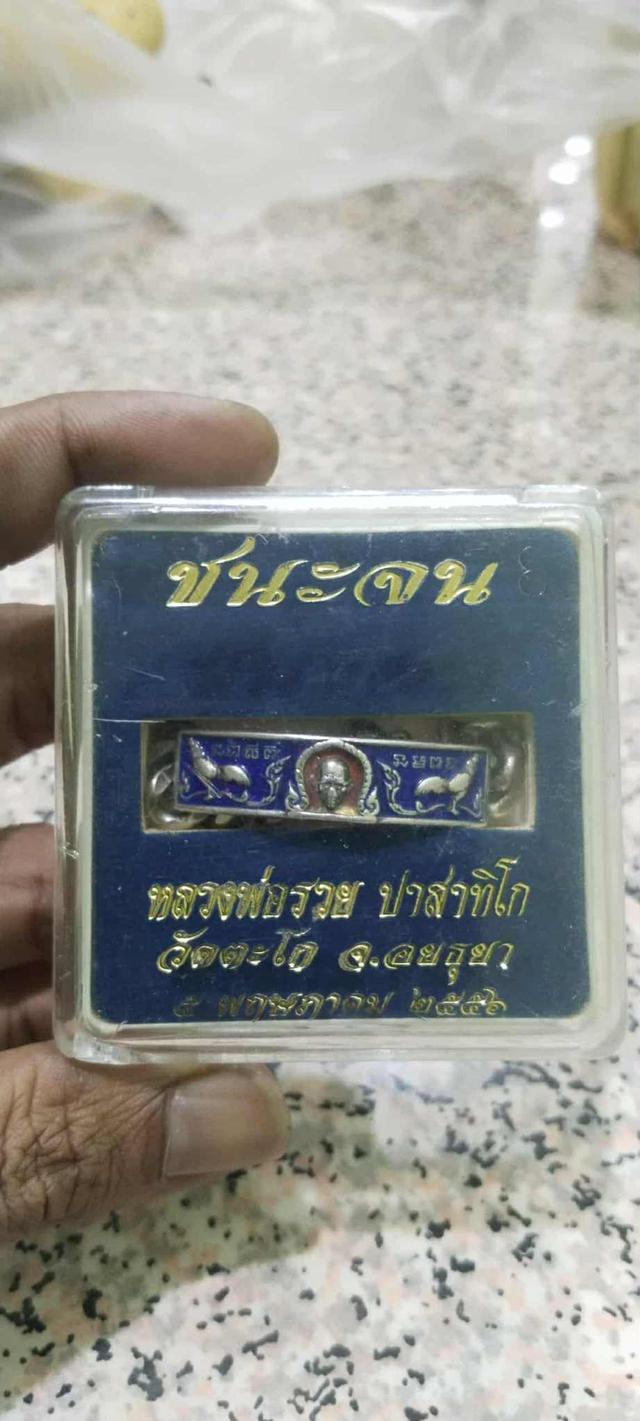 ชนะจน
หลวงพ่อรวย ปาสาทิโก
วัดตะโก จ.อยุธยา
๕ พฤษภาคม ๒๕๕๖